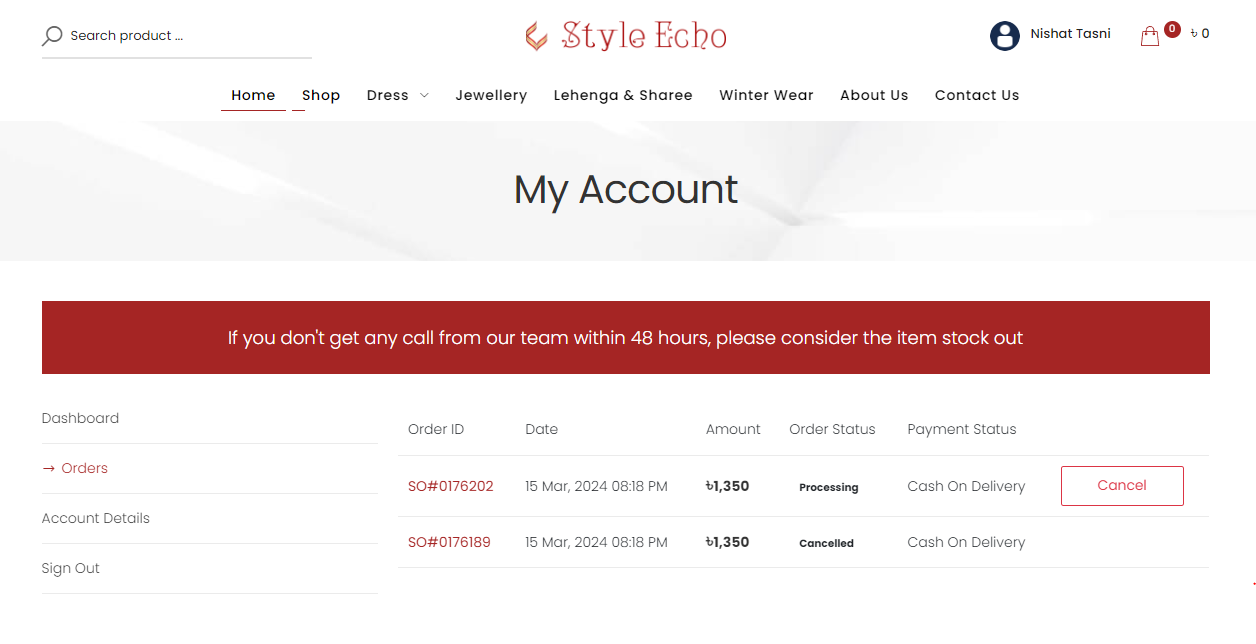 Search product ...
Style Echo
Nishat Tasni
0
৳ 0
Home Shop Dress Jewellery Lehenga & Sharee Winter Wear About Us Contact Us
My Account
If you don't get any call from our team within 48 hours, please consider the item stock out
Dashboard
→ Orders
Account Details
Sign Out
Order ID Date Amount Order Status Payment Status
SO#0176202 15 Mar, 2024 08:18 PM ৳1,350 Processing Cash On Delivery Cancel
SO#0176189 15 Mar, 2024 08:18 PM ৳1,350 Cancelled Cash On Delivery